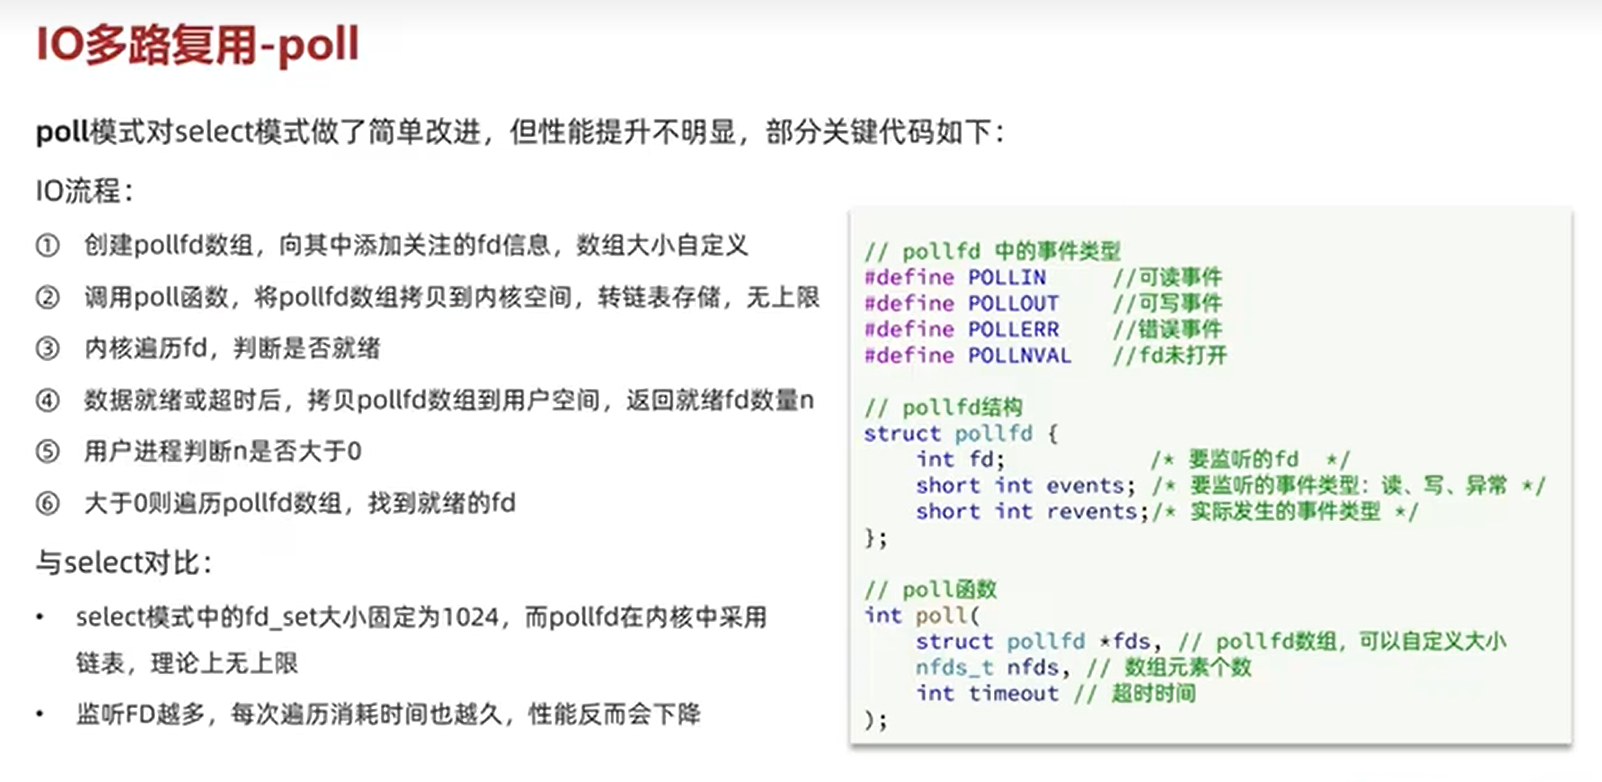 IO多路复用-poll
poll模式对select模式做了简单改进，但性能提升不明显，部分关键代码如下：
IO流程：
① 创建pollfd数组，向其中添加关注的fd信息，数组大小自定义
② 调用poll函数，将pollfd数组拷贝到内核空间，转链表存储，无上限
③ 内核遍历fd，判断是否就绪
④ 数据就绪或超时后，拷贝pollfd数组到用户空间，返回就绪fd数量n
⑤ 用户进程判断n是否大于0
⑥ 大于0则遍历pollfd数组，找到就绪的fd
与select对比：
• select模式中的fd_set大小固定为1024，而pollfd在内核中采用
链表，理论上无上限
• 监听FD越多，每次遍历消耗时间也越久，性能反而会下降
// pollfd 中的事件类型
#define POLLIN //可读事件
#define POLLOUT //可写事件
#define POLLERR //错误事件
#define POLLNVAL //fd未打开
// pollfd结构
struct pollfd {
int fd; /* 要监听的fd */
short int events; /* 要监听的事件类型：读、写、异常 */
short int revents;/* 实际发生的事件类型 */
};
// poll函数
int poll(
struct pollfd *fds, // pollfd数组，可以自定义大小
nfds_t nfds, // 数组元素个数
int timeout // 超时时间
);